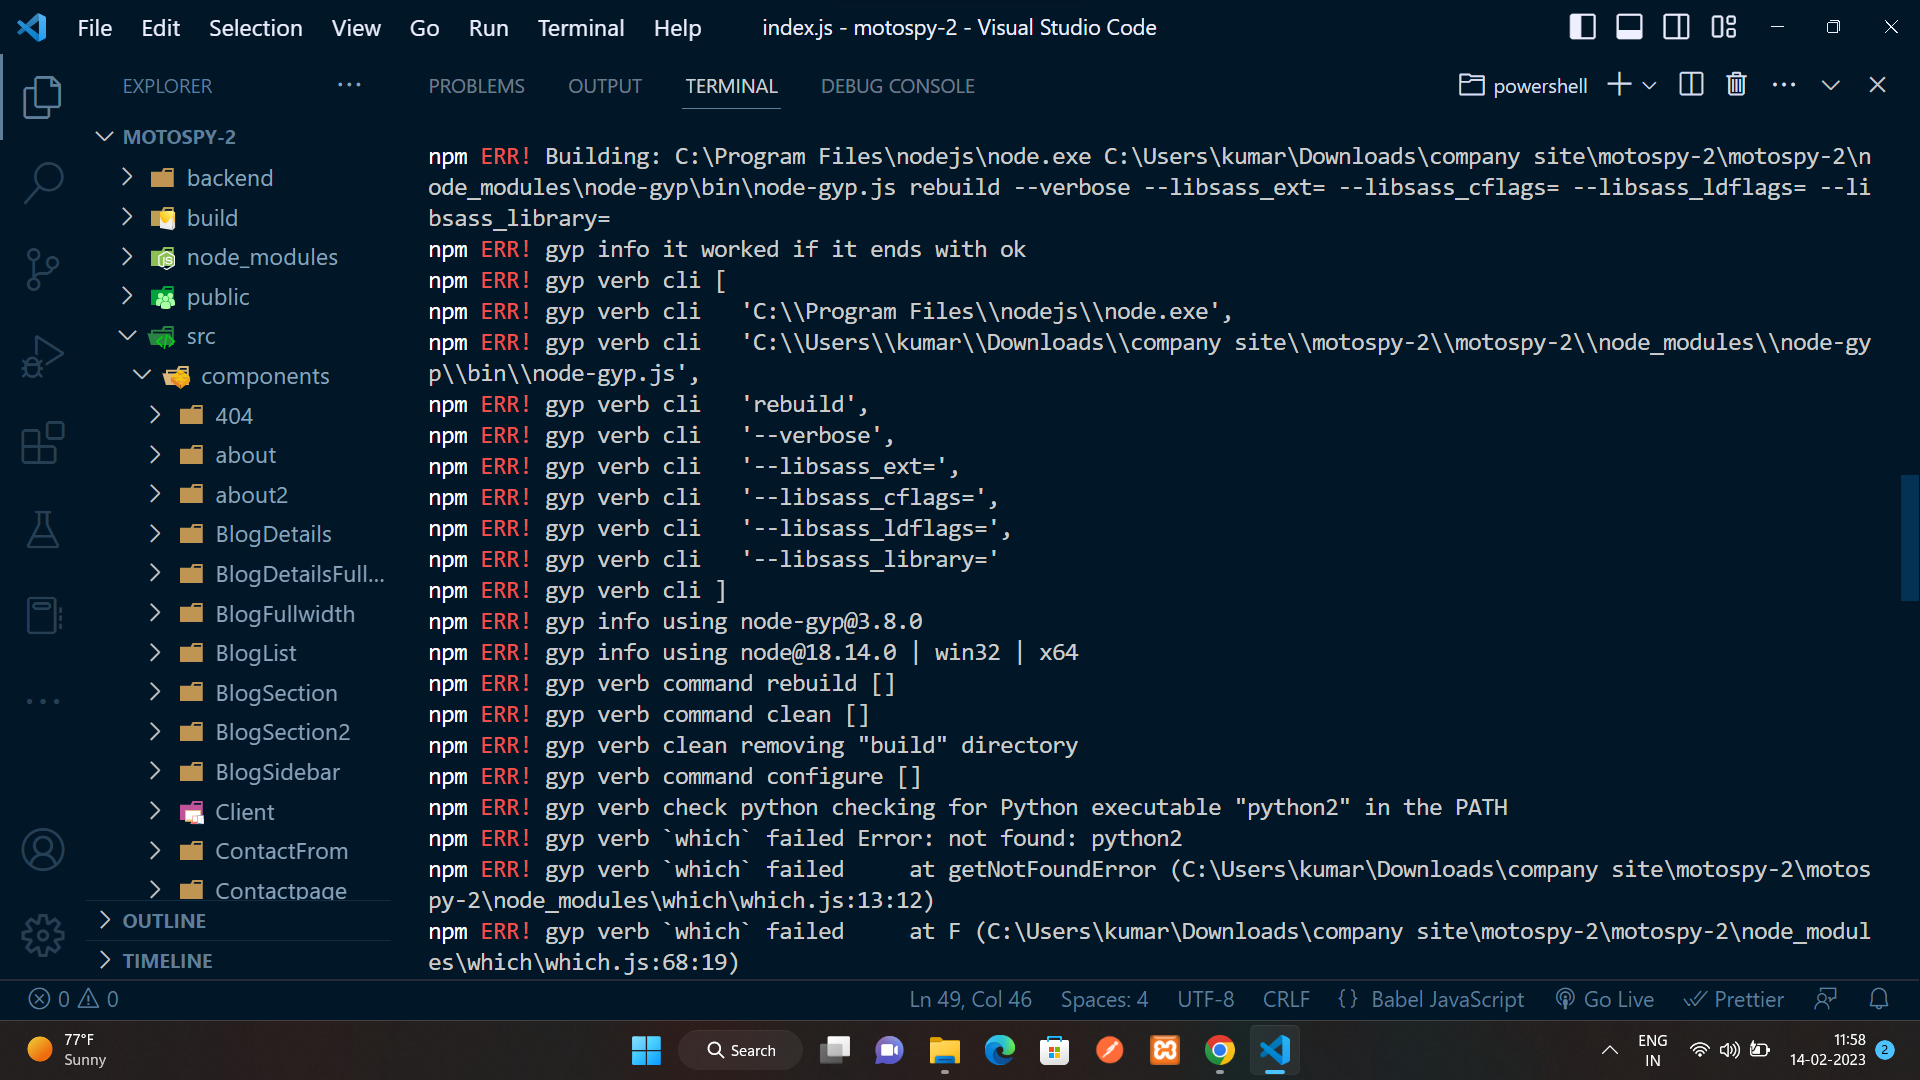 File Edit Selection View Go Run Terminal Help
index.js - motospy-2 - Visual Studio Code
EXPLORER
MOTOSPY-2
backend
build
node_modules
public
src
components
404
about
about2
BlogDetails
BlogDetailsFull...
BlogFullwidth
BlogList
BlogSection
BlogSection2
BlogSidebar
Client
ContactFrom
Contactpage
OUTLINE
TIMELINE
PROBLEMS OUTPUT TERMINAL DEBUG CONSOLE
powershell
npm ERR! Building: C:\Program Files\nodejs\node.exe C:\Users\kumar\Downloads\company site\motospy-2\motospy-2\n
ode_modules\node-gyp\bin\node-gyp.js rebuild --verbose --libsass_ext= --libsass_cflags= --libsass_ldflags= --li
bsass_library=
npm ERR! gyp info it worked if it ends with ok
npm ERR! gyp verb cli [
npm ERR! gyp verb cli   'C:\\Program Files\\nodejs\\node.exe',
npm ERR! gyp verb cli   'C:\\Users\\kumar\\Downloads\\company site\\motospy-2\\motospy-2\\node_modules\\node-gy
p\\bin\\node-gyp.js',
npm ERR! gyp verb cli   'rebuild',
npm ERR! gyp verb cli   '--verbose',
npm ERR! gyp verb cli   '--libsass_ext=',
npm ERR! gyp verb cli   '--libsass_cflags=',
npm ERR! gyp verb cli   '--libsass_ldflags=',
npm ERR! gyp verb cli   '--libsass_library='
npm ERR! gyp verb cli ]
npm ERR! gyp info using node-gyp@3.8.0
npm ERR! gyp info using node@18.14.0 | win32 | x64
npm ERR! gyp verb command rebuild []
npm ERR! gyp verb command clean []
npm ERR! gyp verb clean removing "build" directory
npm ERR! gyp verb command configure []
npm ERR! gyp verb check python checking for Python executable "python2" in the PATH
npm ERR! gyp verb `which` failed Error: not found: python2
npm ERR! gyp verb `which` failed     at getNotFoundError (C:\Users\kumar\Downloads\company site\motospy-2\motos
py-2\node_modules\which\which.js:13:12)
npm ERR! gyp verb `which` failed     at F (C:\Users\kumar\Downloads\company site\motospy-2\motospy-2\node_modul
es\which\which.js:68:19)
0 0
Ln 49, Col 46 Spaces: 4 UTF-8 CRLF {} Babel JavaScript Go Live Prettier
77°F
Sunny
Search
ENG
IN
11:58
14-02-2023
2